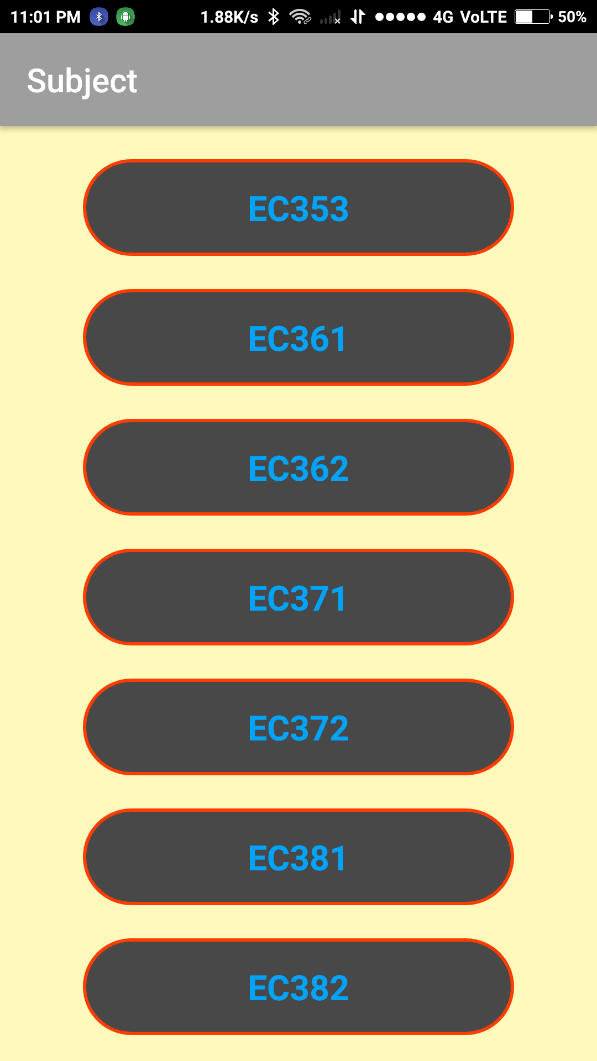 11:01 PM 1.88K/s 4G VoLTE 50%
Subject
EC353
EC361
EC362
EC371
EC372
EC381
EC382